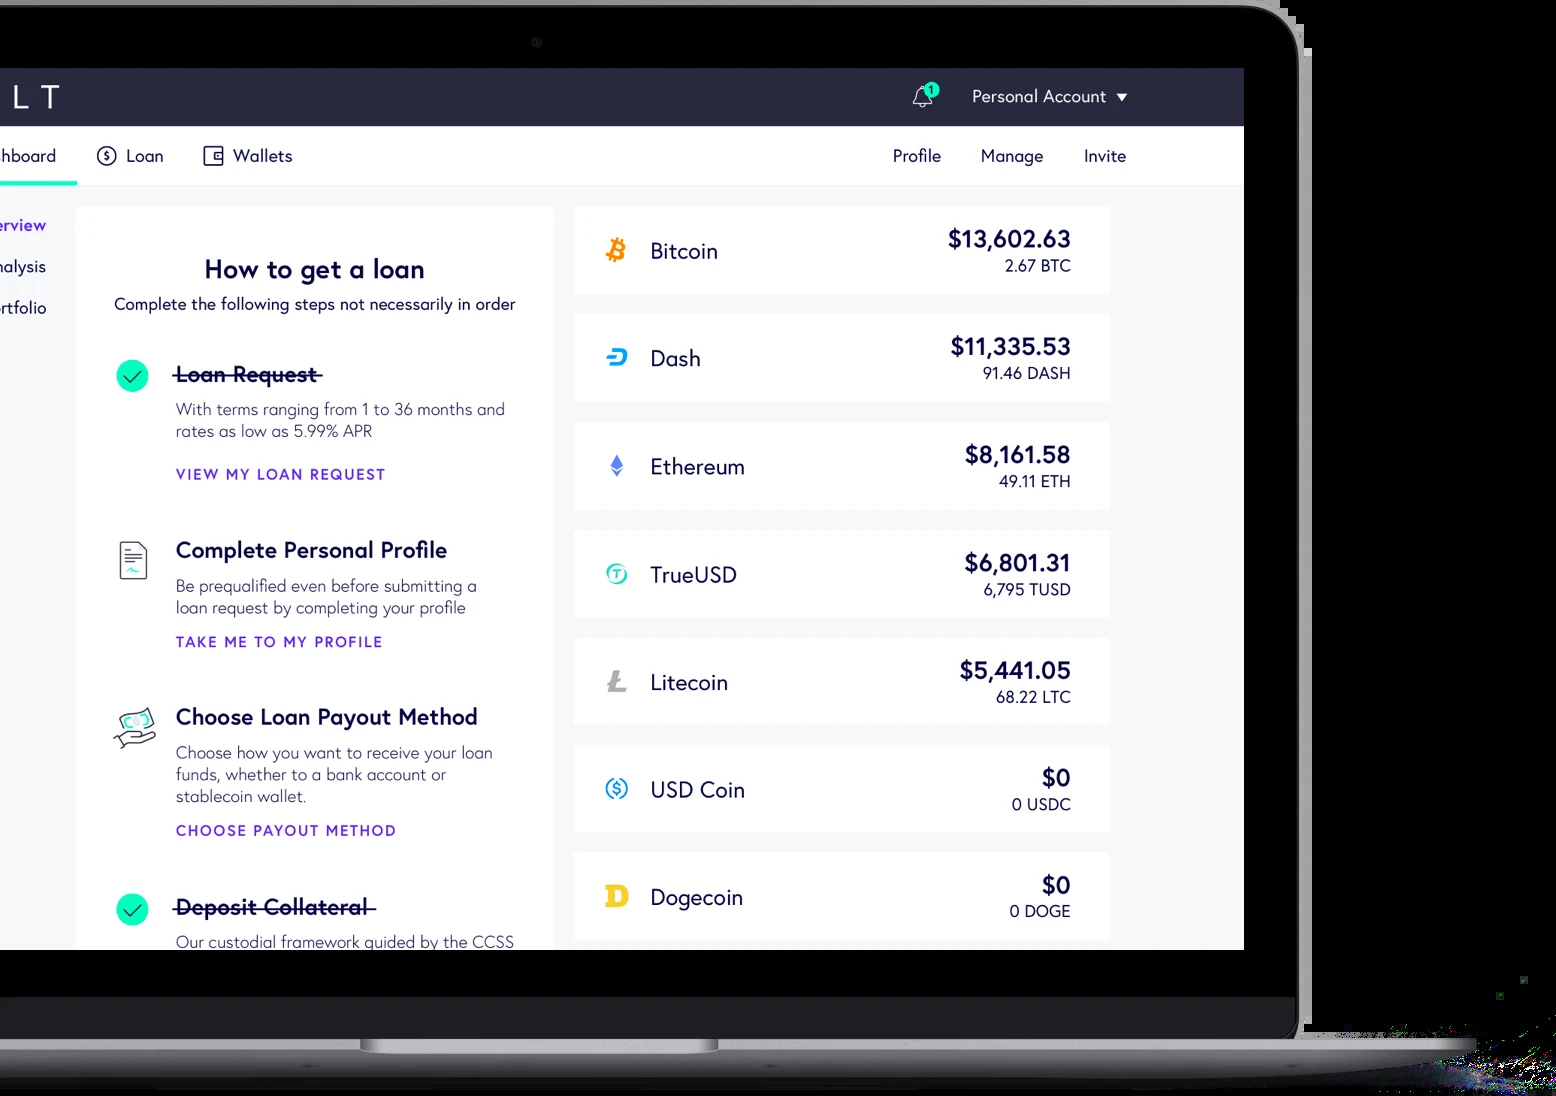 L T
1
Personal Account
hboard
Loan
Wallets
Profile
Manage
Invite
erview
nalysis
rtfolio
How to get a loan
Complete the following steps not necessarily in order
Loan Request
With terms ranging from 1 to 36 months and
rates as low as 5.99% APR
VIEW MY LOAN REQUEST
Complete Personal Profile
Be prequalified even before submitting a
loan request by completing your profile
TAKE ME TO MY PROFILE
Choose Loan Payout Method
Choose how you want to receive your loan
funds, whether to a bank account or
stablecoin wallet.
CHOOSE PAYOUT METHOD
Deposit Collateral
Our custodial framework guided by the CCSS
Bitcoin
$13,602.63
2.67 BTC
Dash
$11,335.53
91.46 DASH
Ethereum
$8,161.58
49.11 ETH
TrueUSD
$6,801.31
6,795 TUSD
Litecoin
$5,441.05
68.22 LTC
USD Coin
$0
0 USDC
Dogecoin
$0
0 DOGE